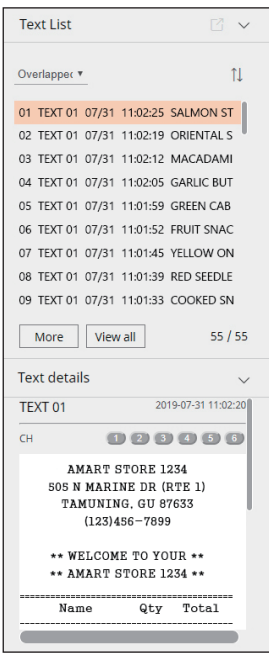 Text List
Overlapped
01 TEXT 01 07/31 11:02:25 SALMON ST
02 TEXT 01 07/31 11:02:19 ORIENTAL S
03 TEXT 01 07/31 11:02:12 MACADAMI
04 TEXT 01 07/31 11:02:05 GARLIC BUT
05 TEXT 01 07/31 11:01:59 GREEN CAB
06 TEXT 01 07/31 11:01:52 FRUIT SNAC
07 TEXT 01 07/31 11:01:45 YELLOW ON
08 TEXT 01 07/31 11:01:39 RED SEEDLE
09 TEXT 01 07/31 11:01:33 COOKED SN
More View all 55 / 55
Text details
TEXT 01 2019-07-31 11:02:20
CH 1 2 3 4 5 6
AMART STORE 1234
505 N MARINE DR (RTE 1)
TAMUNING, GU 87633
(123)456-7899
** WELCOME TO YOUR **
** AMART STORE 1234 **
==========================================
Name Qty Total
------------------------------------------